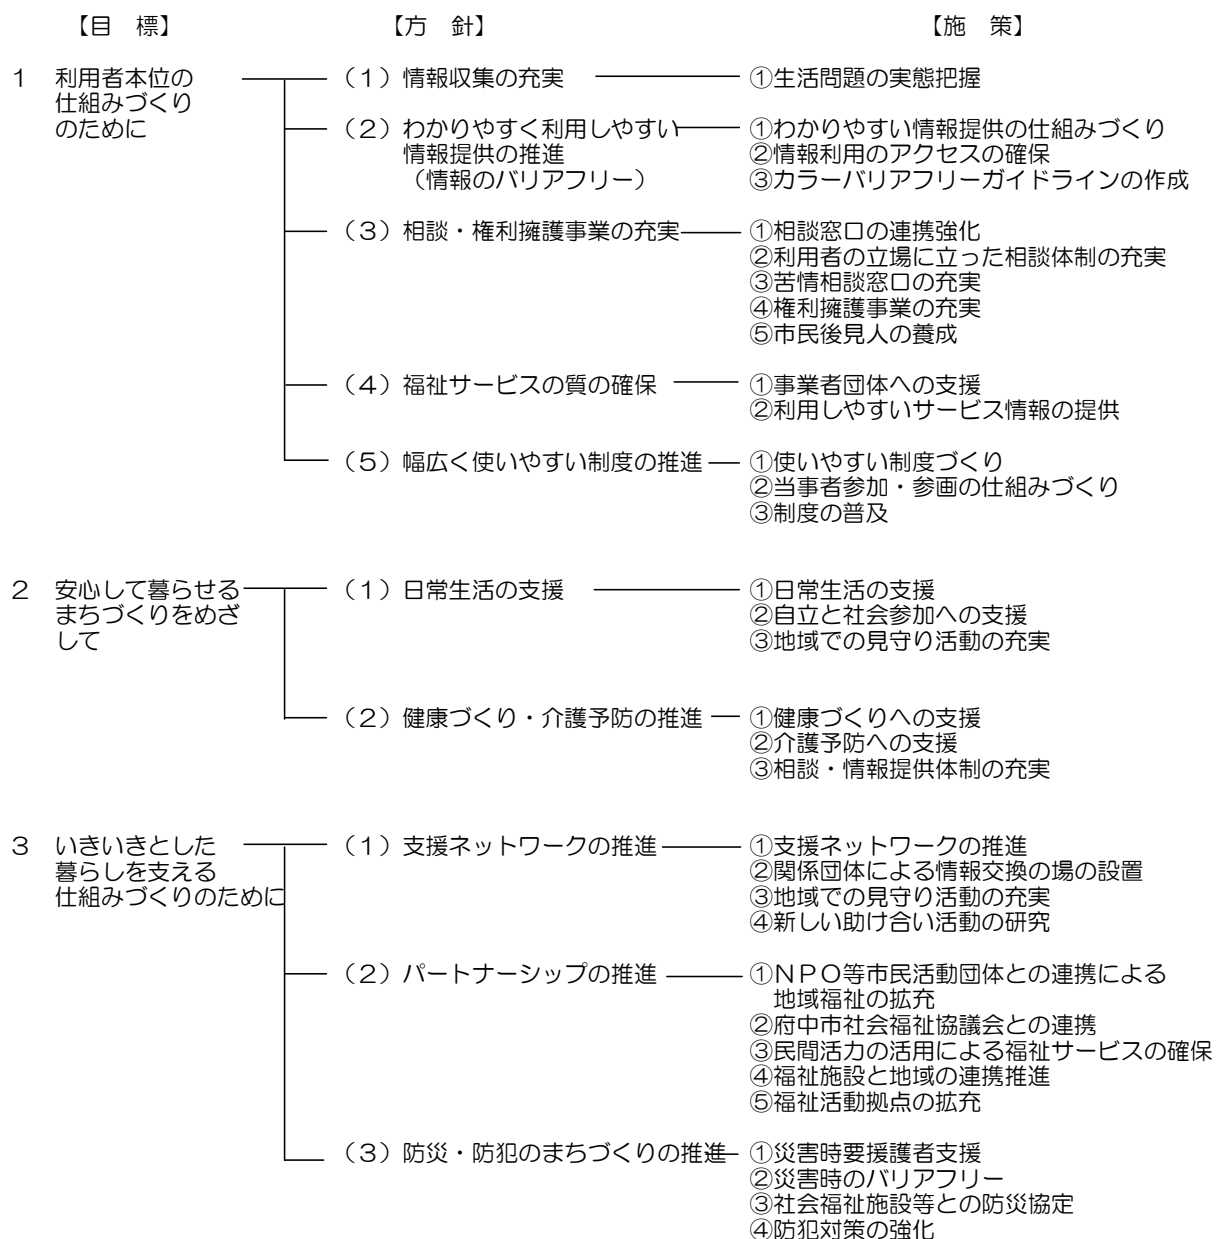 【目　標】　【方　針】　【施　策】
１　利用者本位の　（１）情報収集の充実　①生活問題の実態把握
仕組みづくり
のために　（２）わかりやすく利用しやすい　①わかりやすい情報提供の仕組みづくり
情報提供の推進　②情報利用のアクセスの確保
（情報のバリアフリー）　③カラーバリアフリーガイドラインの作成
（３）相談・権利擁護事業の充実　①相談窓口の連携強化
②利用者の立場に立った相談体制の充実
③苦情相談窓口の充実
④権利擁護事業の充実
⑤市民後見人の養成
（４）福祉サービスの質の確保　①事業者団体への支援
②利用しやすいサービス情報の提供
（５）幅広く使いやすい制度の推進　①使いやすい制度づくり
②当事者参加・参画の仕組みづくり
③制度の普及
２　安心して暮らせる　（１）日常生活の支援　①日常生活の支援
まちづくりをめざ　②自立と社会参加への支援
して　③地域での見守り活動の充実
（２）健康づくり・介護予防の推進　①健康づくりへの支援
②介護予防への支援
③相談・情報提供体制の充実
３　いきいきとした　（１）支援ネットワークの推進　①支援ネットワークの推進
暮らしを支える　②関係団体による情報交換の場の設置
仕組みづくりのために　③地域での見守り活動の充実
④新しい助け合い活動の研究
（２）パートナーシップの推進　①ＮＰＯ等市民活動団体との連携による
地域福祉の拡充
②府中市社会福祉協議会との連携
③民間活力の活用による福祉サービスの確保
④福祉施設と地域の連携推進
⑤福祉活動拠点の拡充
（３）防災・防犯のまちづくりの推進　①災害時要援護者支援
②災害時のバリアフリー
③社会福祉施設等との防災協定
④防犯対策の強化